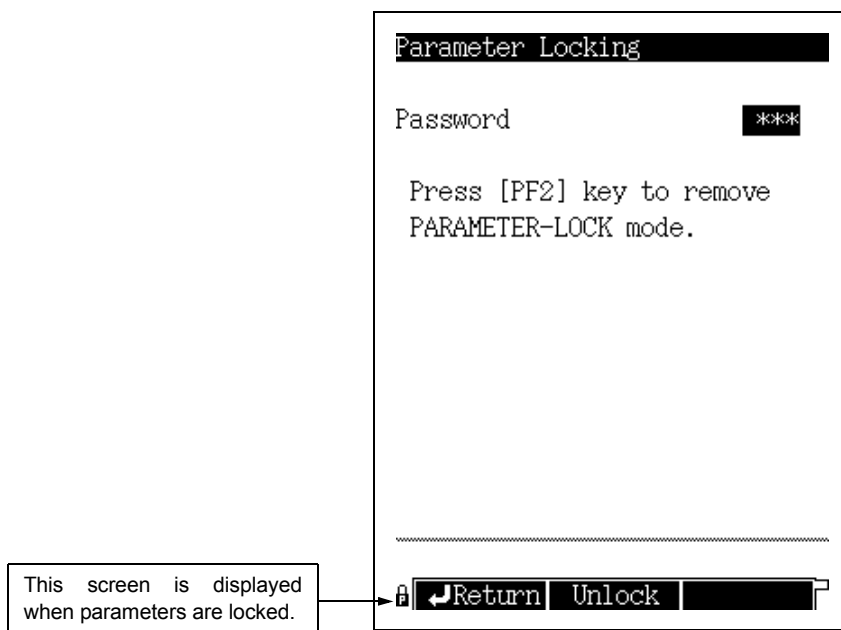 Parameter Locking
Password ***
Press [PF2] key to remove
PARAMETER-LOCK mode.
This screen is displayed
when parameters are locked.
P ↵Return Unlock